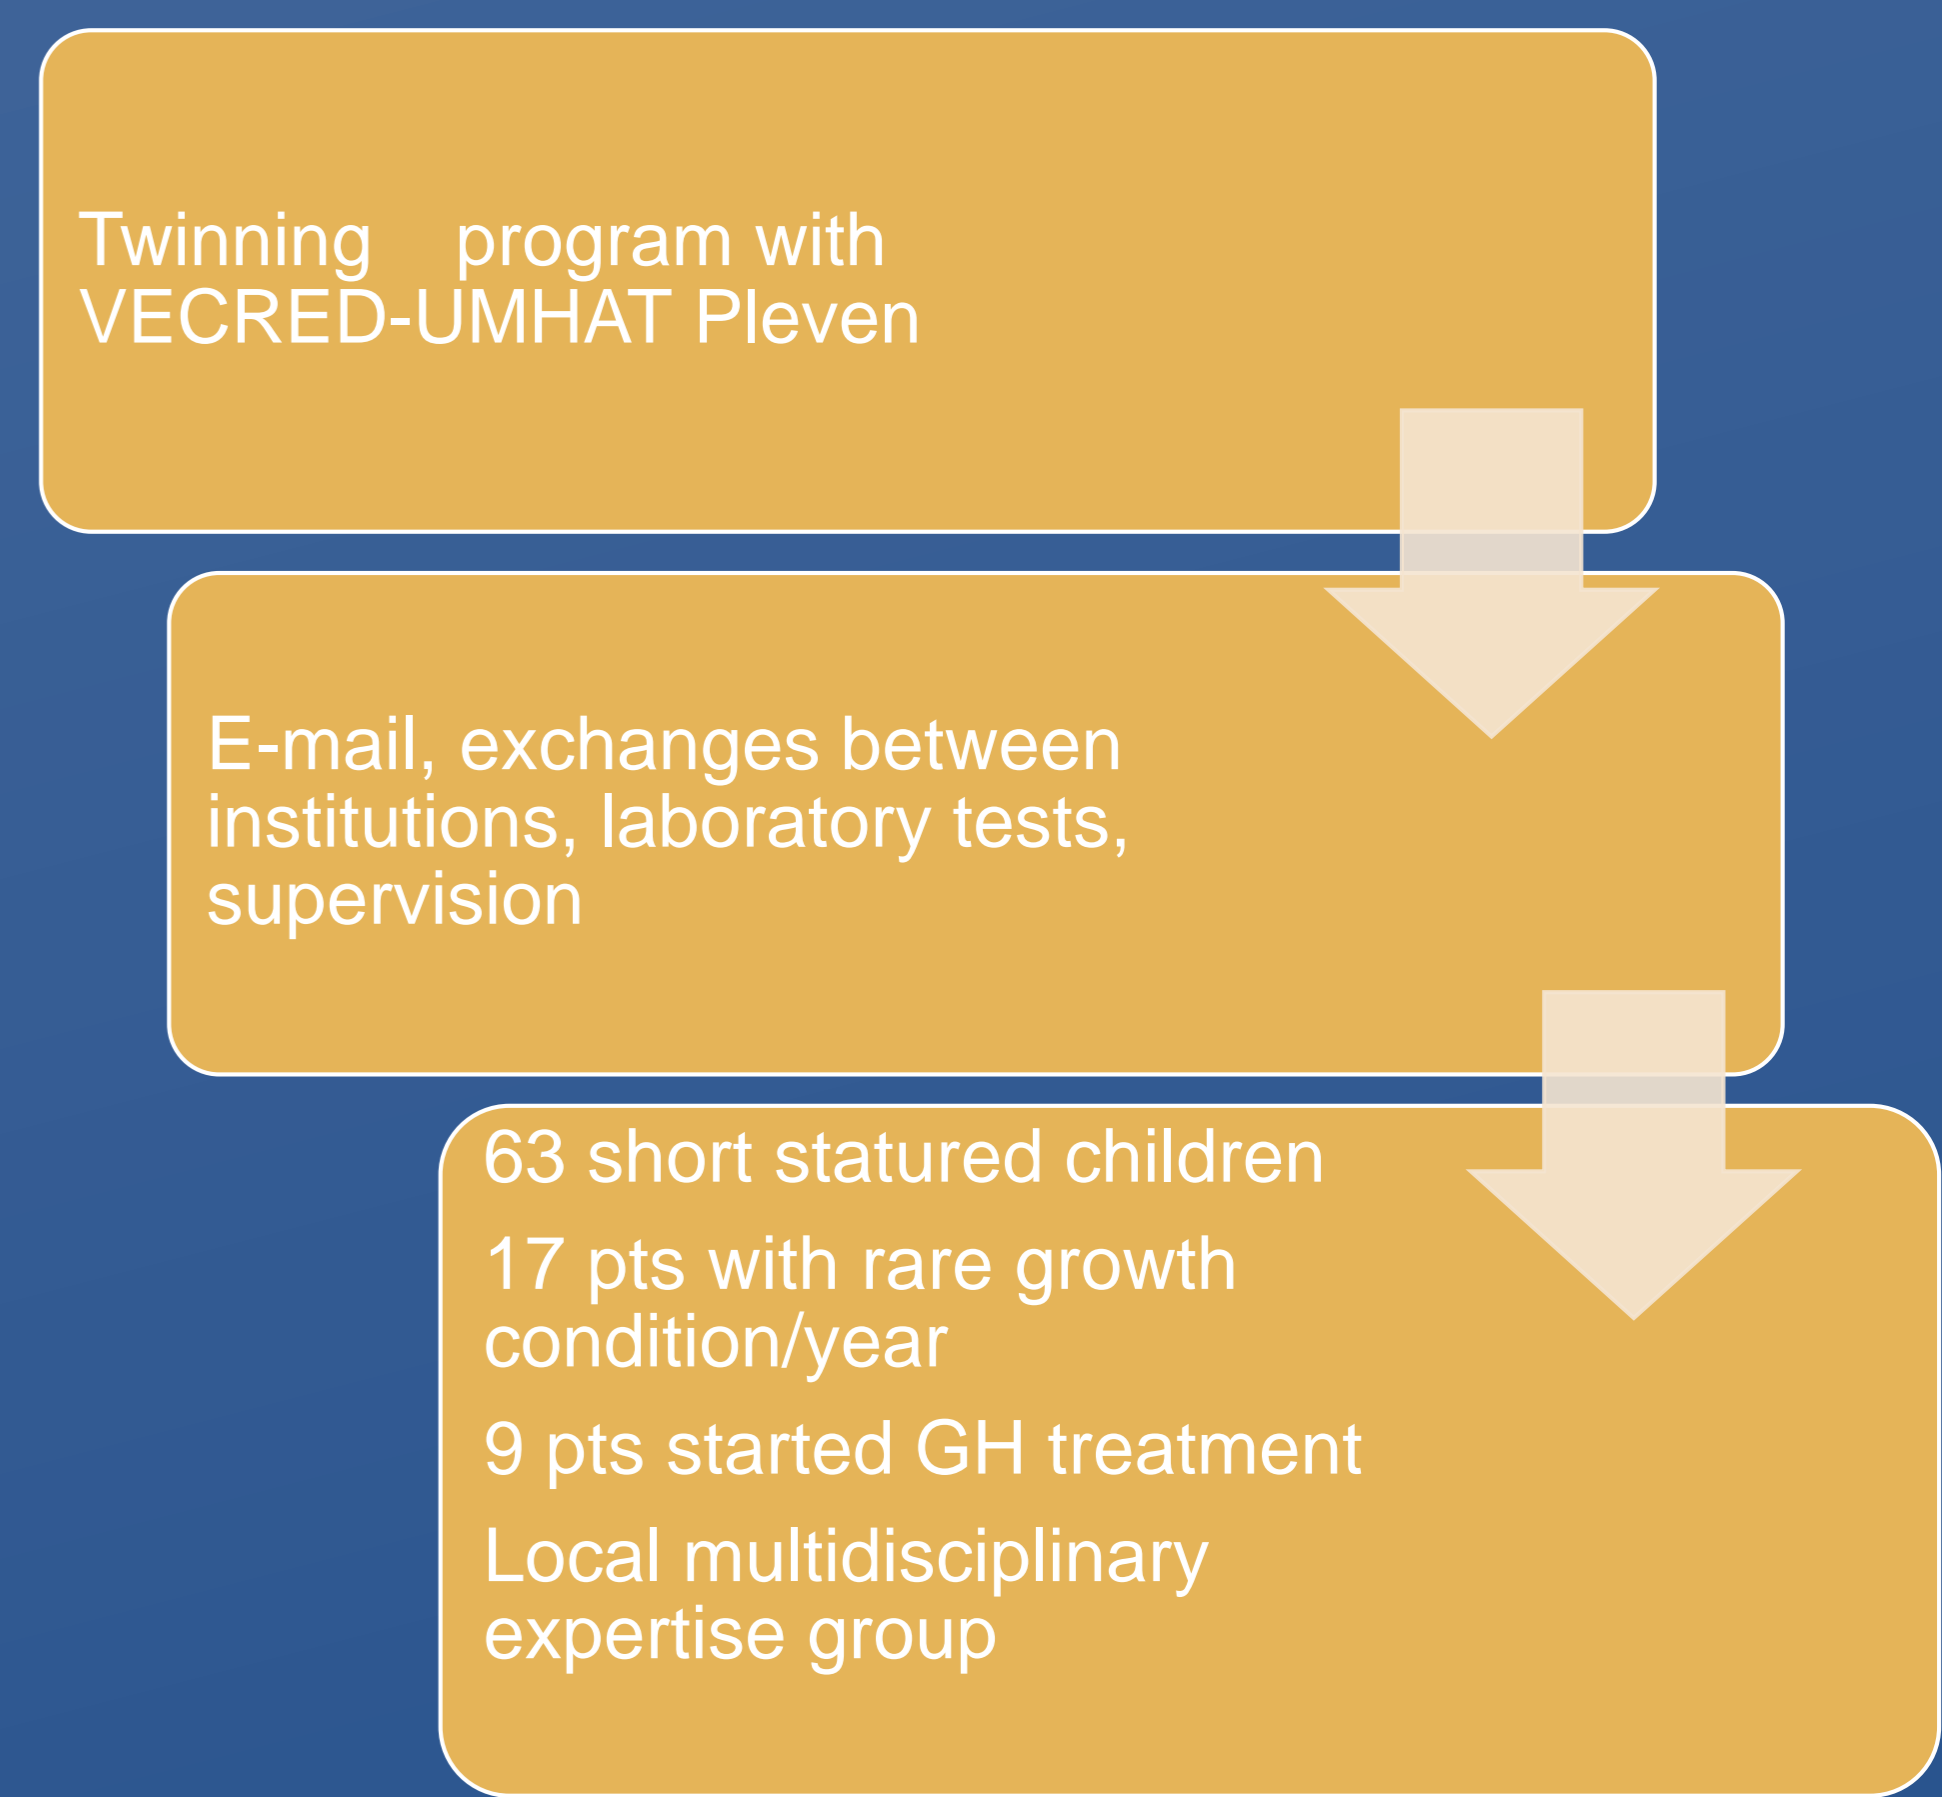 Twinning program with
VECRED-UMHAT Pleven
E-mail, exchanges between
institutions, laboratory tests,
supervision
63 short statured children
17 pts with rare growth
condition/year
9 pts started GH treatment
Local multidisciplinary
expertise group